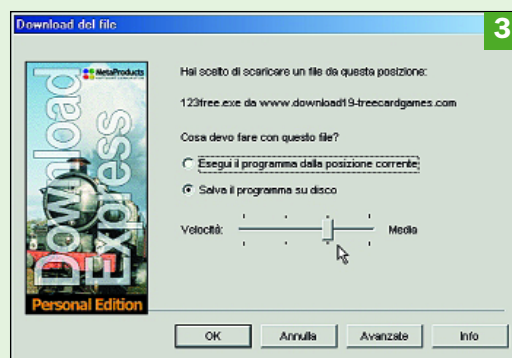 Download del file
3
MetaProducts
Download
Express
Personal Edition
Hai scelto di scaricare un file da questa posizione:
123free.exe da www.download19-treecardgames.com
Cosa devo fare con questo file?
Esegui il programma dalla posizione corrente
Salva il programma su disco
Velocità:
Media
OK
Annulla
Avanzate
Info